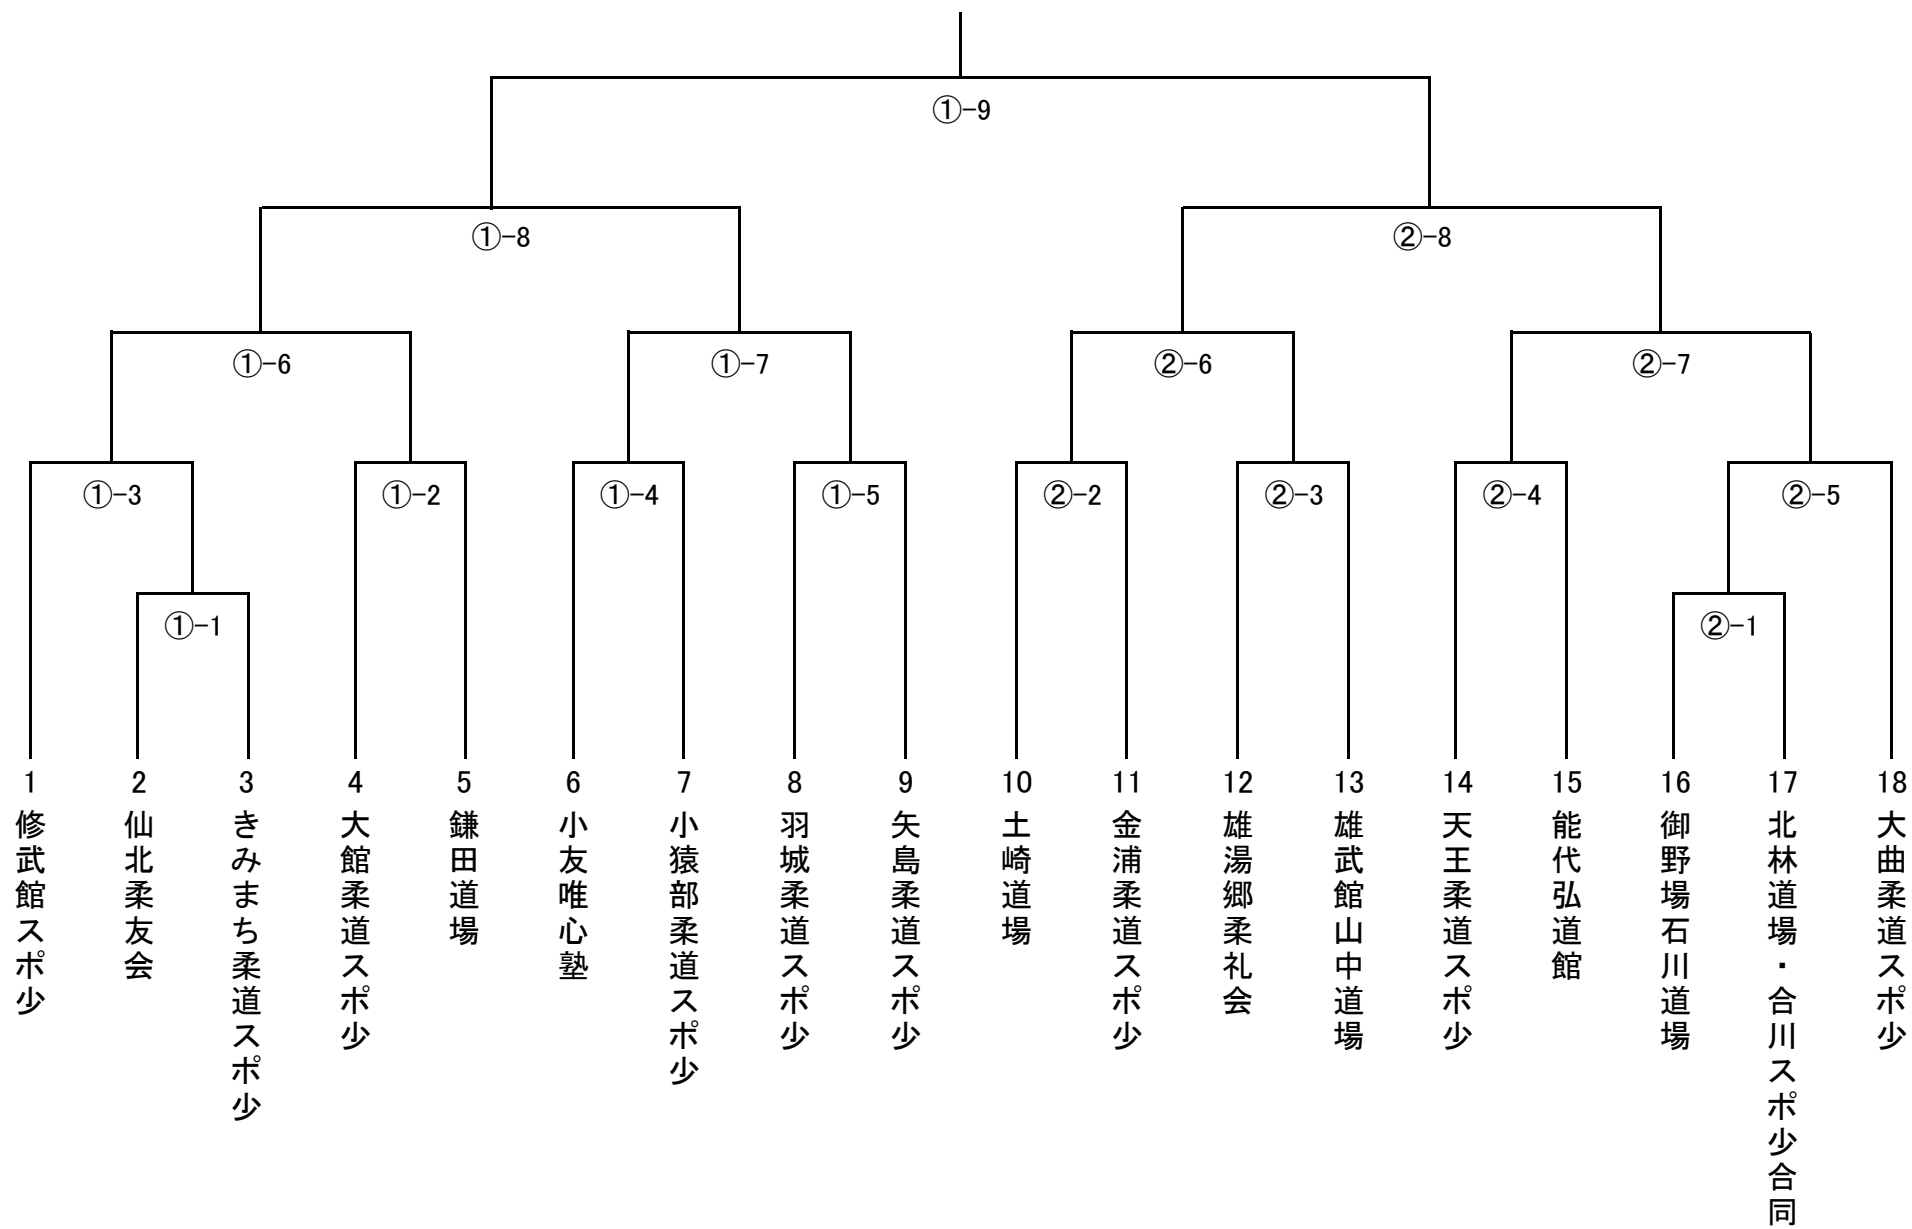 ①-9
①-8
②-8
①-6
①-7
②-6
②-7
①-3
①-2
①-4
①-5
②-2
②-3
②-4
②-5
①-1
②-1
1
修武館スポ少
2
仙北柔友会
3
きみまち柔道スポ少
4
大館柔道スポ少
5
鎌田道場
6
小友唯心塾
7
小猿部柔道スポ少
8
羽城柔道スポ少
9
矢島柔道スポ少
10
土崎道場
11
金浦柔道スポ少
12
雄湯郷柔礼会
13
雄武館山中道場
14
天王柔道スポ少
15
能代弘道館
16
御野場石川道場
17
北林道場・合川スポ少合同
18
大曲柔道スポ少